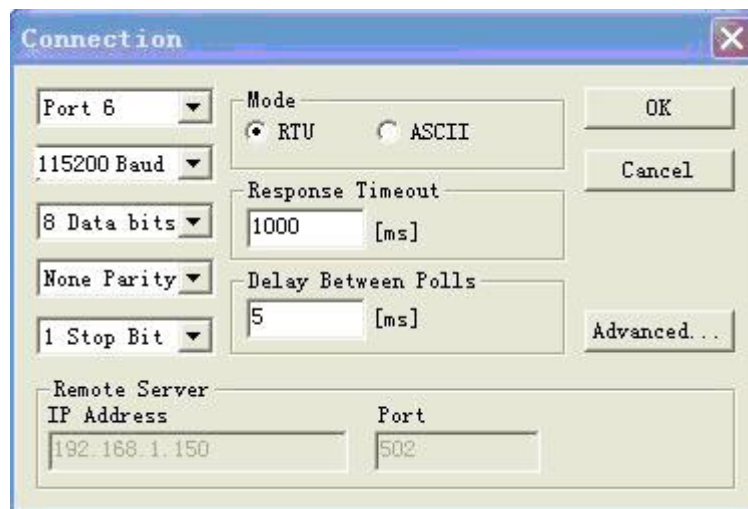 Connection
Port 6
115200 Baud
8 Data bits
None Parity
1 Stop Bit
Mode
RTU ASCII
Response Timeout
1000 [ms]
Delay Between Polls
5 [ms]
OK
Cancel
Advanced...
Remote Server
IP Address Port
192.168.1.150 502